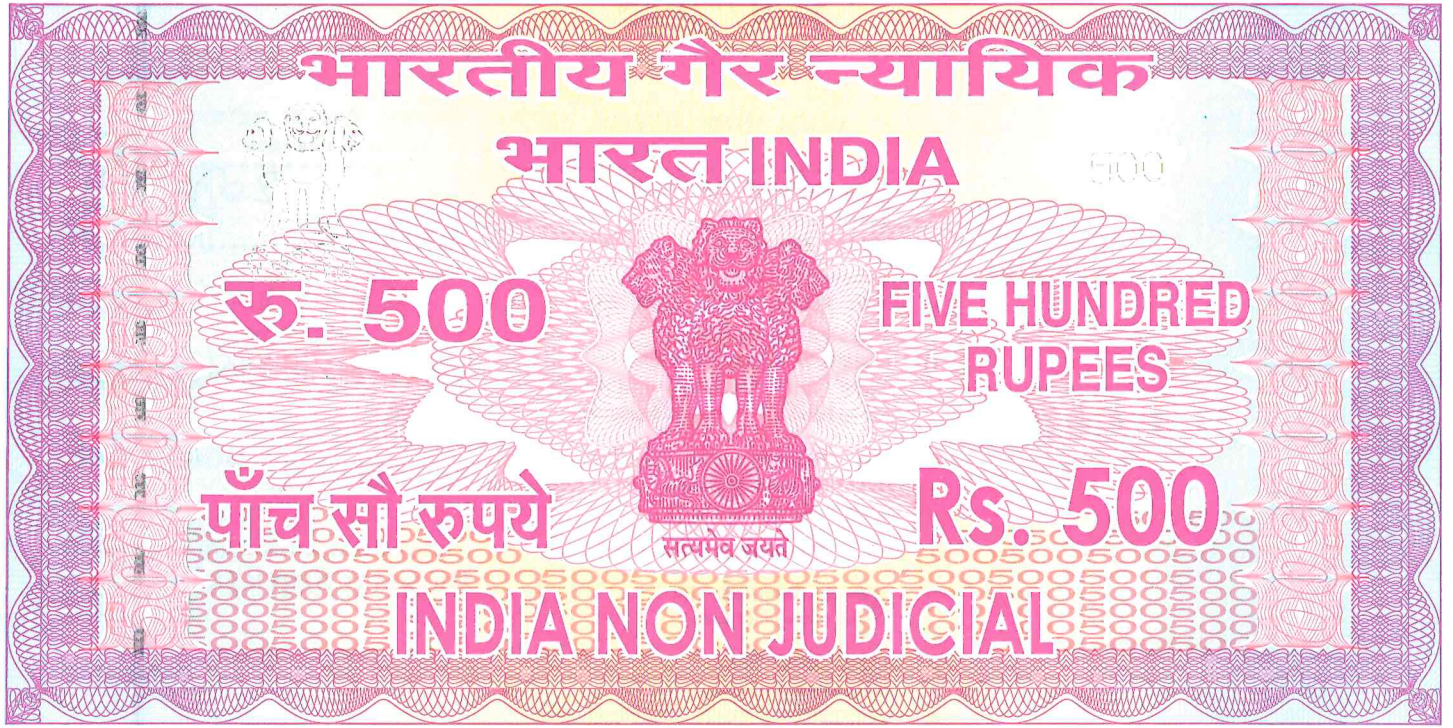 भारतीय गैर न्यायिक
भारत INDIA
500
रु. 500
FIVE HUNDRED
RUPEES
पाँच सौ रुपये
Rs. 500
सत्यमेव जयते
INDIA NON JUDICIAL